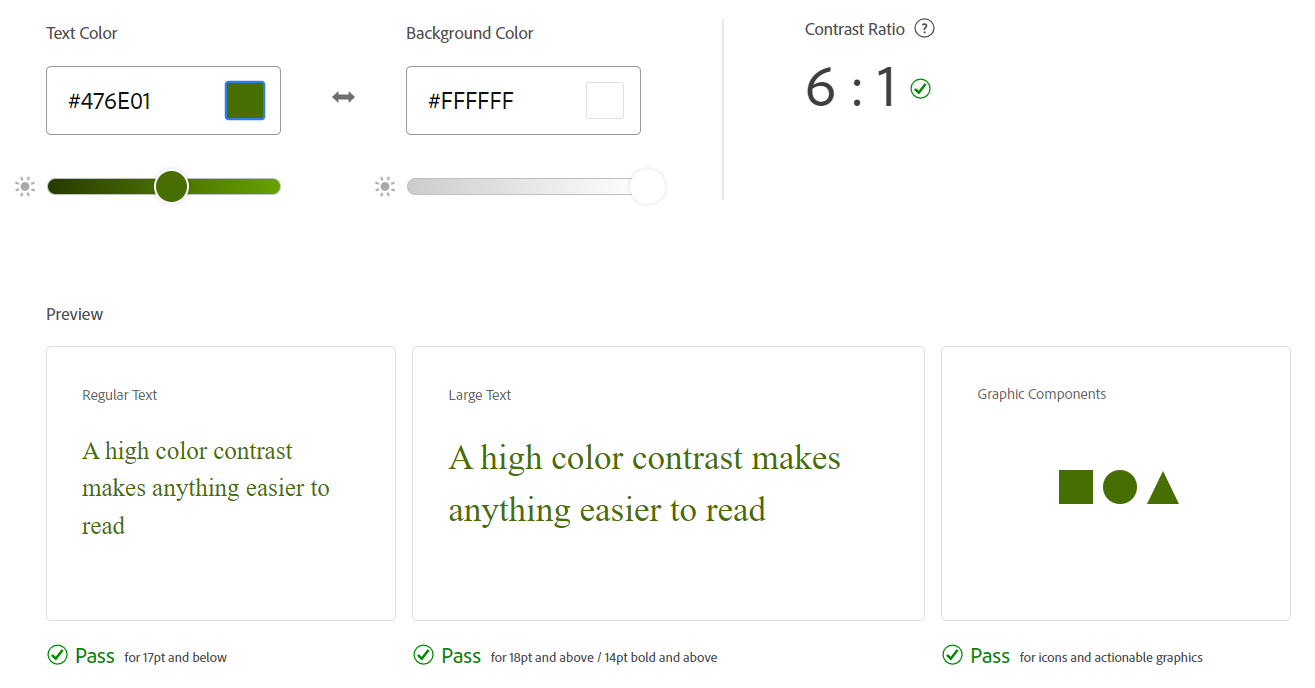 Text Color
Background Color
Contrast Ratio ?
#476E01
#FFFFFF
6 : 1
Preview
Regular Text
A high color contrast
makes anything easier to
read
Large Text
A high color contrast makes
anything easier to read
Graphic Components
Pass for 17pt and below
Pass for 18pt and above / 14pt bold and above
Pass for icons and actionable graphics